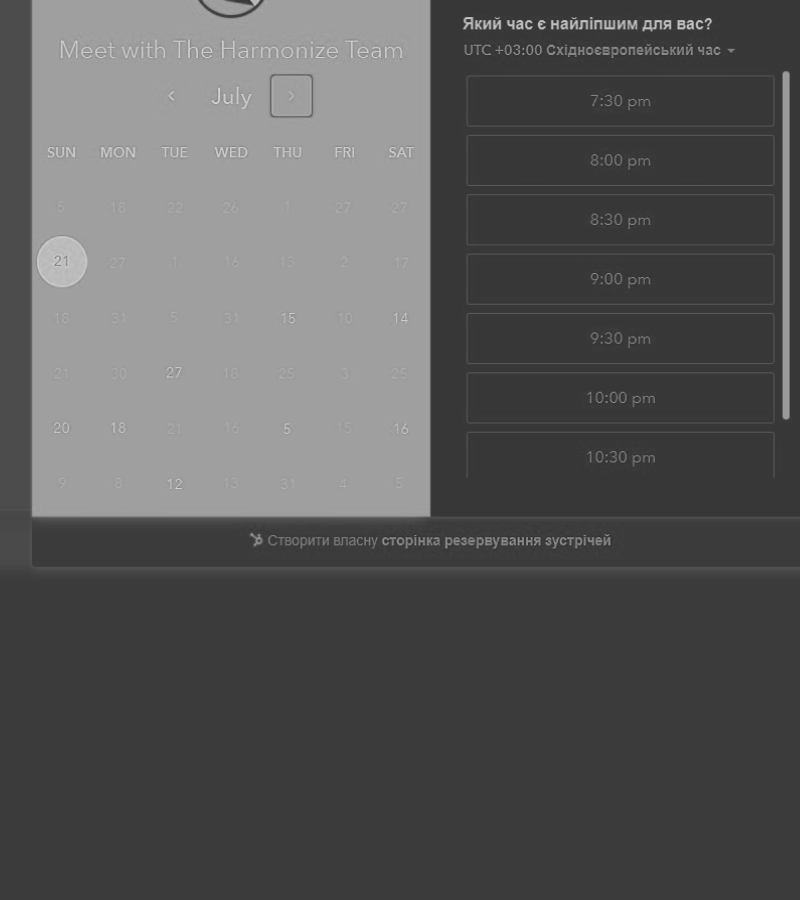 Meet with The Harmonize Team
July
SUN MON TUE WED THU FRI SAT
5 18 22 26 1 27 27
21 27 1 16 13 2 17
18 31 5 31 15 10 14
21 30 27 18 25 3 25
20 18 21 16 5 15 16
9 8 12 13 31 4 5
Який час є найліпшим для вас?
UTC +03:00 Східноєвропейський час
7:30 pm
8:00 pm
8:30 pm
9:00 pm
9:30 pm
10:00 pm
10:30 pm
Створити власну сторінка резервування зустрічей